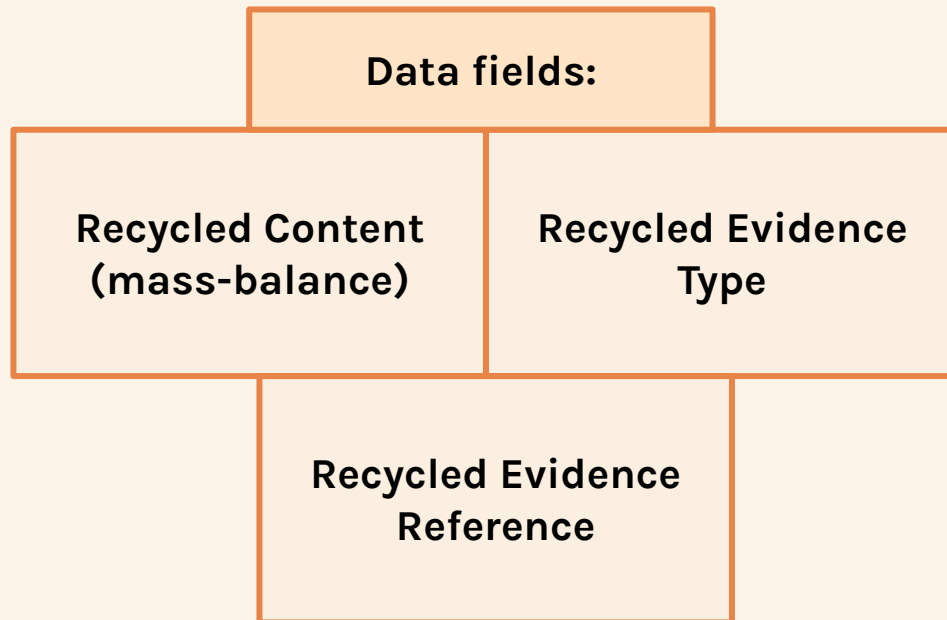 Data fields:
Recycled Content
(mass-balance)
Recycled Evidence
Type
Recycled Evidence
Reference